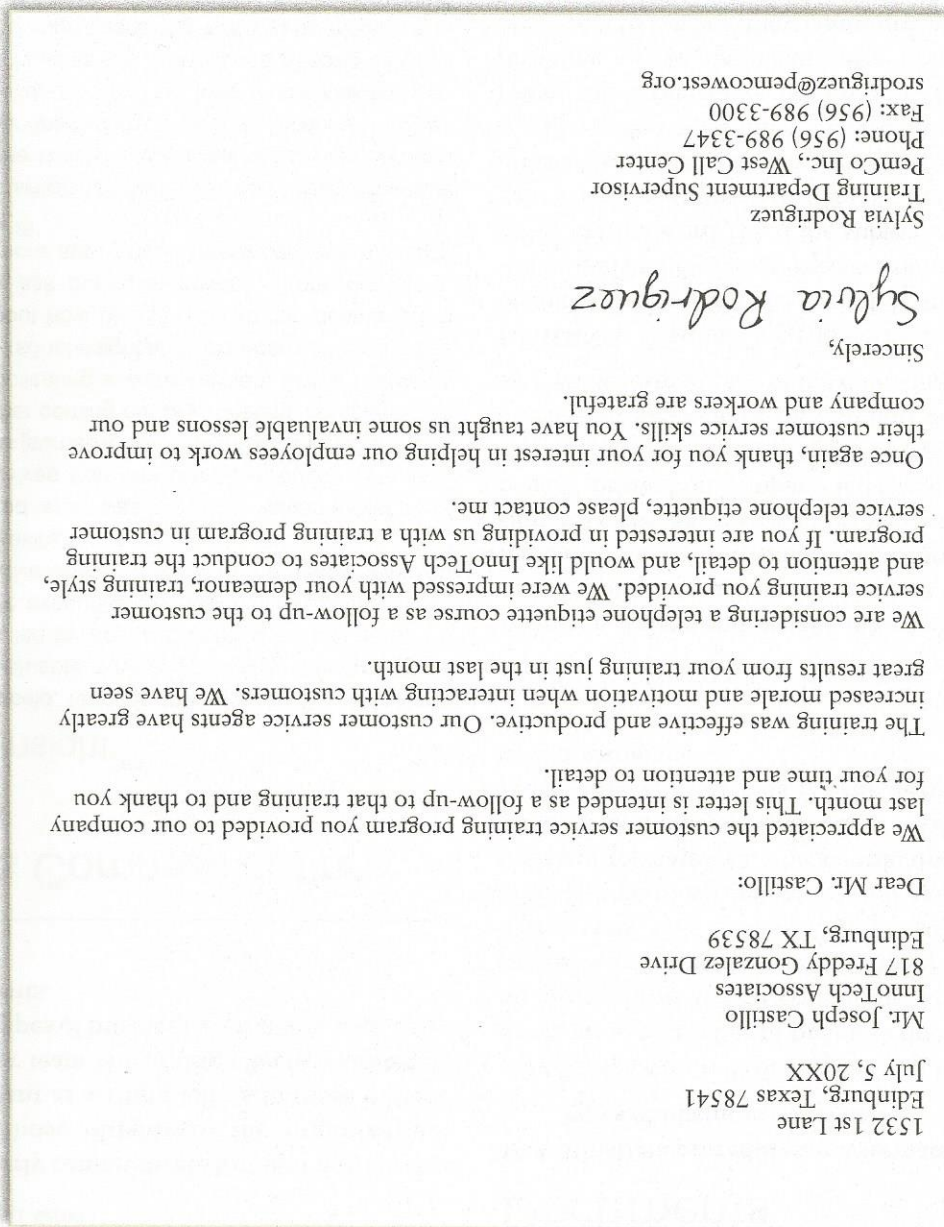 1532 1st Lane
Edinburg, Texas 78541
July 5, 20XX
Mr. Joseph Castillo
InnoTech Associates
817 Freddy Gonzalez Drive
Edinburg, TX 78539
Dear Mr. Castillo:
We appreciated the customer service training program you provided to our company
last month. This letter is intended as a follow-up to that training and to thank you
for your time and attention to detail.
The training was effective and productive. Our customer service agents have greatly
increased morale and motivation when interacting with customers. We have seen
great results from your training just in the last month.
We are considering a telephone etiquette course as a follow-up to the customer
service training you provided. We were impressed with your demeanor, training style,
and attention to detail, and would like InnoTech Associates to conduct the training
program. If you are interested in providing us with a training program in customer
service telephone etiquette, please contact me.
Once again, thank you for your interest in helping our employees work to improve
their customer service skills. You have taught us some invaluable lessons and our
company and workers are grateful.
Sincerely,
Sylvia Rodriguez
Sylvia Rodriguez
Training Department Supervisor
PemCo Inc., West Call Center
Phone: (956) 989-3347
Fax: (956) 989-3300
srodriguez@pemcowest.org